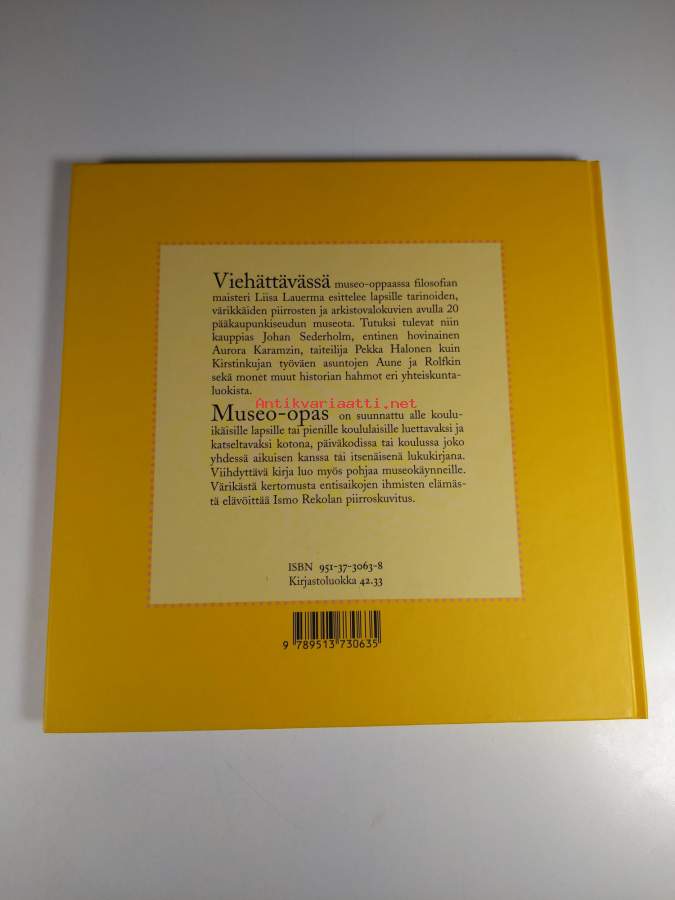 Viehättävässä museo-oppaassa filosofian
maisteri Liisa Lauerma esittelee lapsille tarinoiden,
värikkäiden piirrosten ja arkistovalokuvien avulla 20
pääkaupunkiseudun museota. Tutuksi tulevat niin
kauppias Johan Sederholm, entinen hovinainen
Aurora Karamzin, taiteilija Pekka Halonen kuin
Kirstinkujan työväen asuntojen Aune ja Rolfkin
sekä monet muut historian hahmot eri yhteiskunta-
luokista.
Antikvariaatti.net
Museo-opas on suunnattu alle koulu-
ikäisille lapsille tai pienille koululaisille luettavaksi ja
katseltavaksi kotona, päiväkodissa tai koulussa joko
yhdessä aikuisen kanssa tai itsenäisenä lukukirjana.
Viihdyttävä kirja luo myös pohjaa museokäynneille.
Värikästä kertomusta entisaikojen ihmisten elämäs-
tä elävöittää Ismo Rekolan piirroskuvitus.
ISBN 951-37-3063-8
Kirjastoluokka 42.33
9 789513 730635